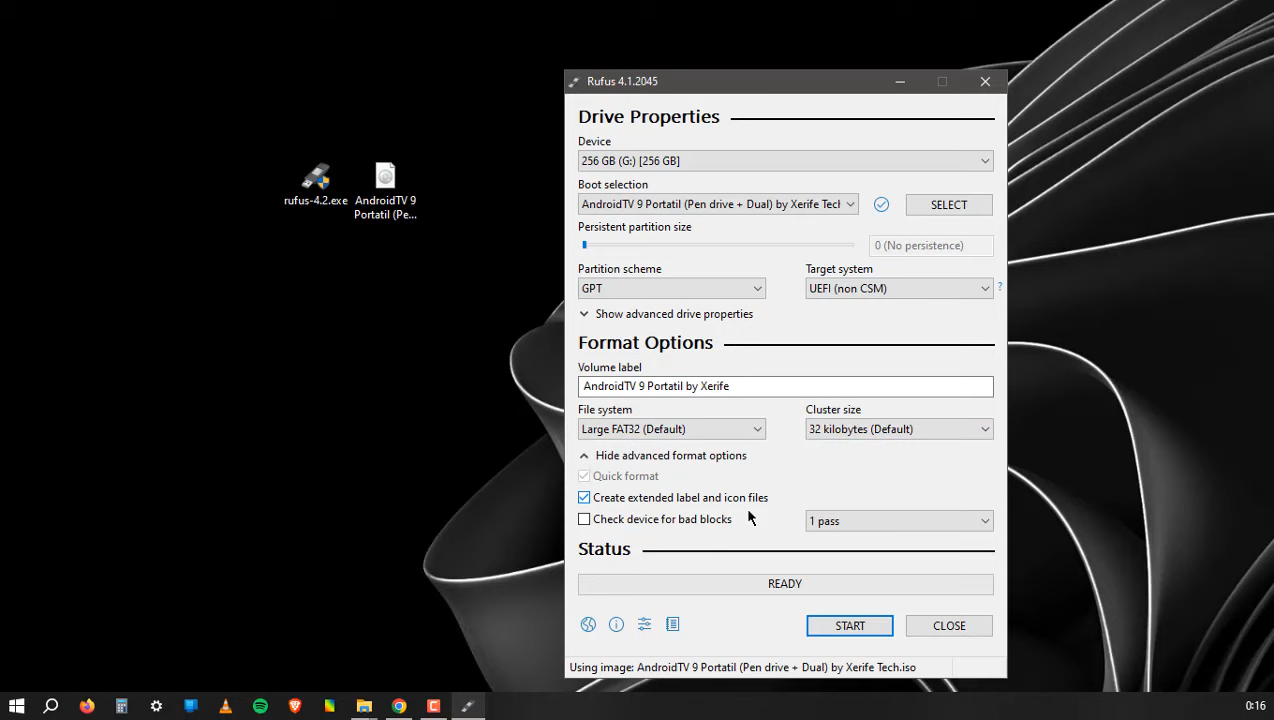 rufus-4.2.exe
AndroidTV 9
Portatil (Pe...
Rufus 4.1.2045
Drive Properties
Device
256 GB (G:) [256 GB]
Boot selection
AndroidTV 9 Portatil (Pen drive + Dual) by Xerife Tech
SELECT
Persistent partition size
0 (No persistence)
Partition scheme
Target system
GPT
UEFI (non CSM)
?
Show advanced drive properties
Format Options
Volume label
AndroidTV 9 Portatil by Xerife
File system
Cluster size
Large FAT32 (Default)
32 kilobytes (Default)
Hide advanced format options
Quick format
Create extended label and icon files
Check device for bad blocks
1 pass
Status
READY
START
CLOSE
Using image: AndroidTV 9 Portatil (Pen drive + Dual) by Xerife Tech.iso
0:16